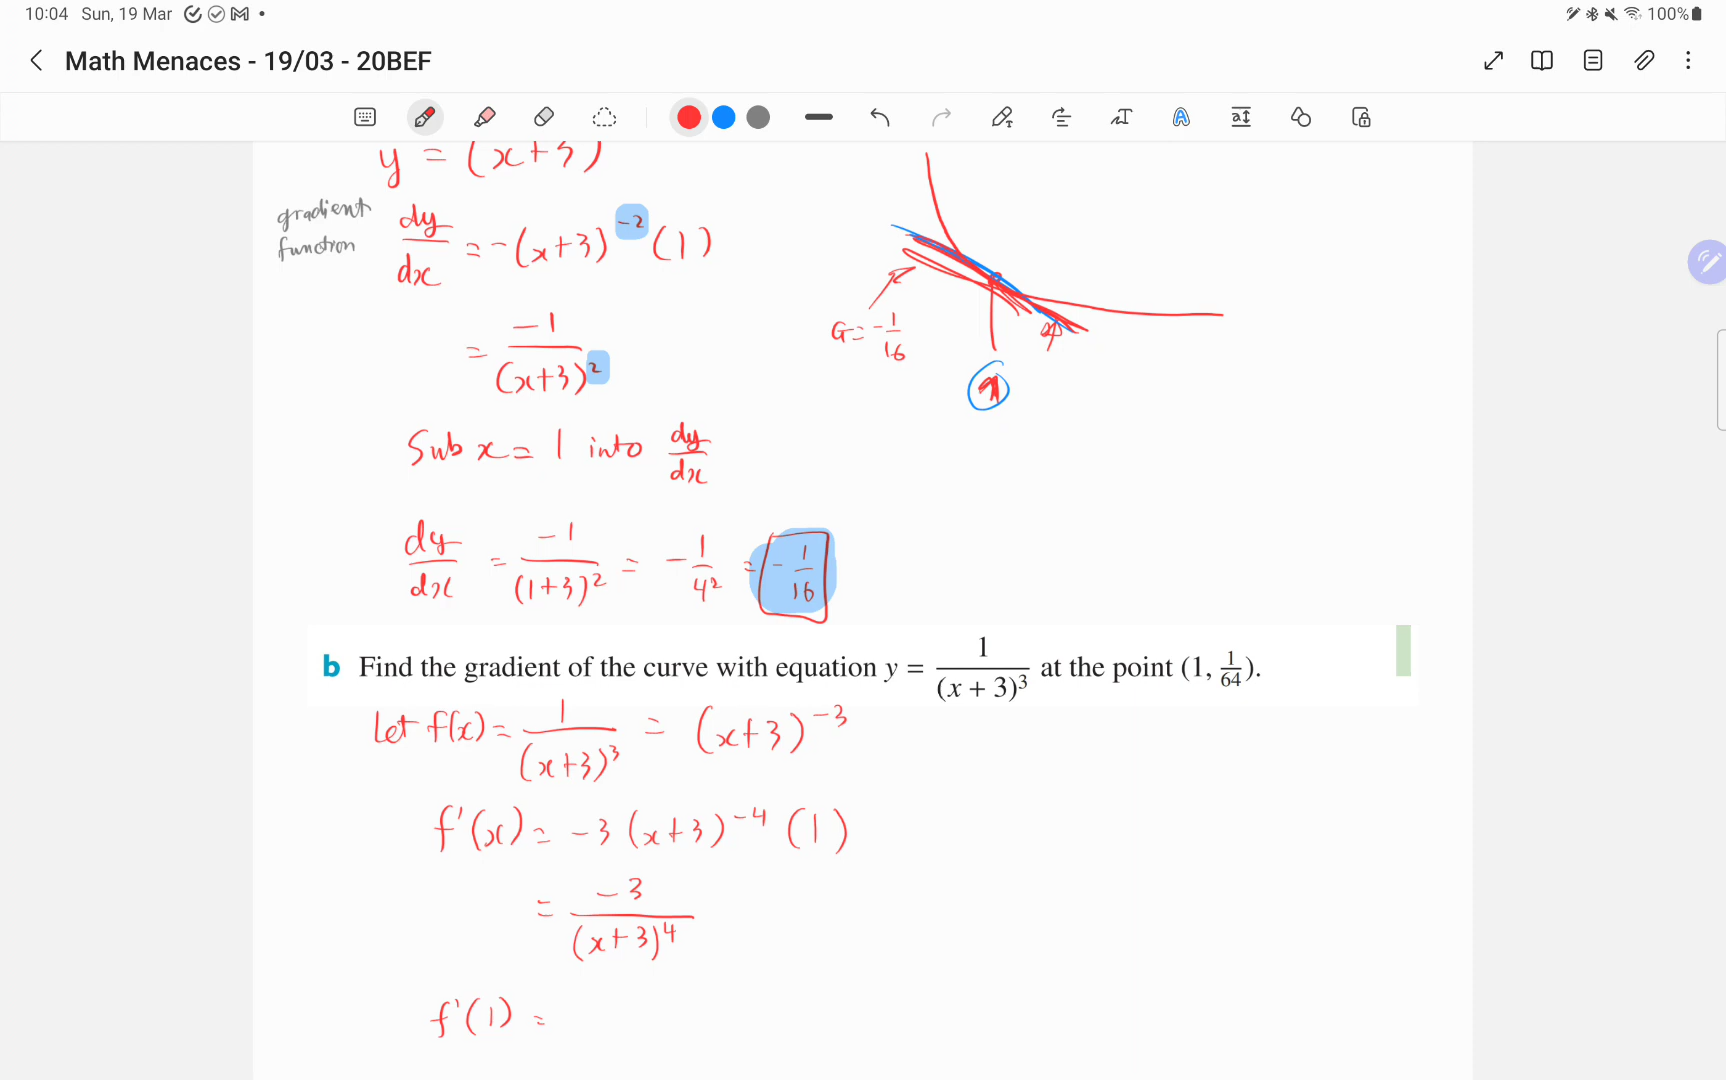 10:04 Sun, 19 Mar 100%
Math Menaces - 19/03 - 20BEF
y = (x+3)
gradient function
dy/dx = -(x+3)^-2 (1)
= -1/(x+3)^2
G = -1/16
1
Sub x = 1 into dy/dx
dy/dx = -1/(1+3)^2 = -1/4^2 = -1/16
b Find the gradient of the curve with equation y = 1/(x + 3)^3 at the point (1, 1/64).
Let f(x) = 1/(x+3)^3 = (x+3)^-3
f'(x) = -3 (x+3)^-4 (1)
= -3/(x+3)^4
f'(1) =